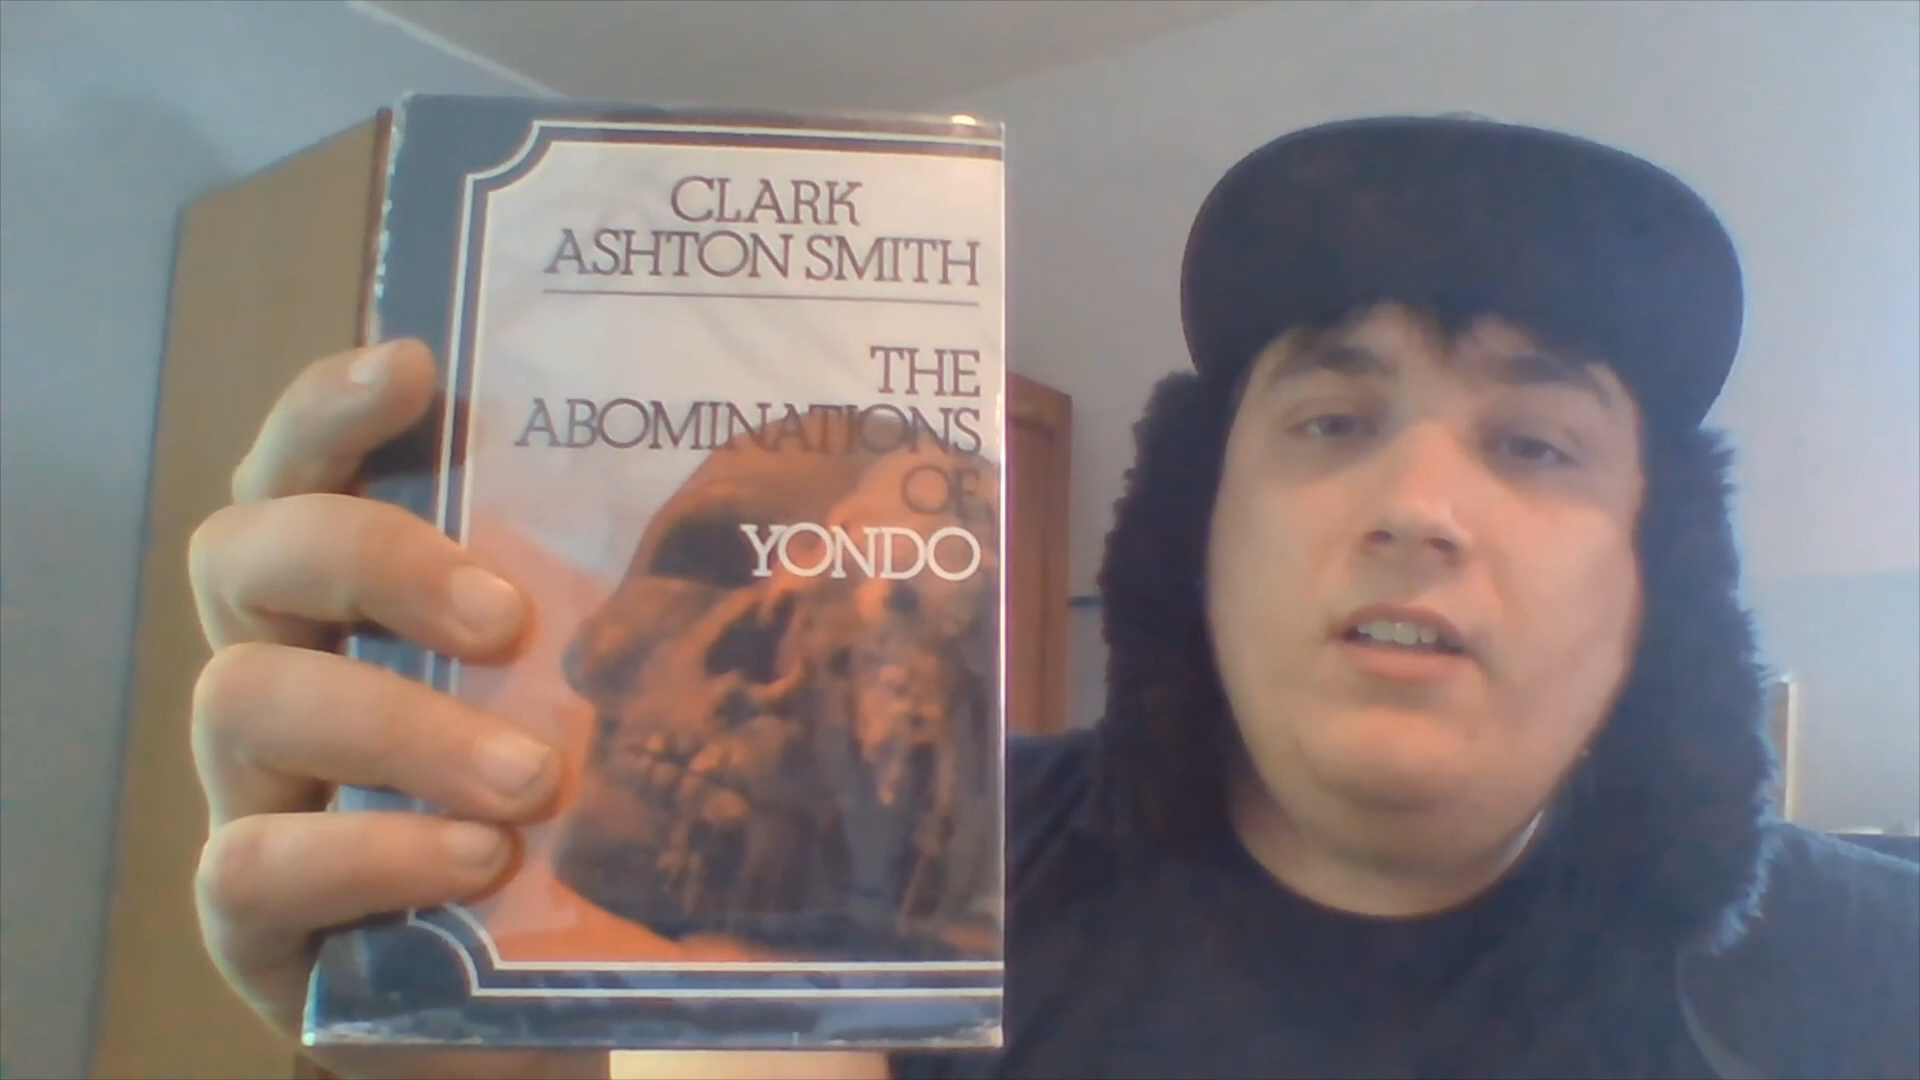 CLARK
ASHTON SMITH
THE
ABOMINATIONS
OF
YONDO